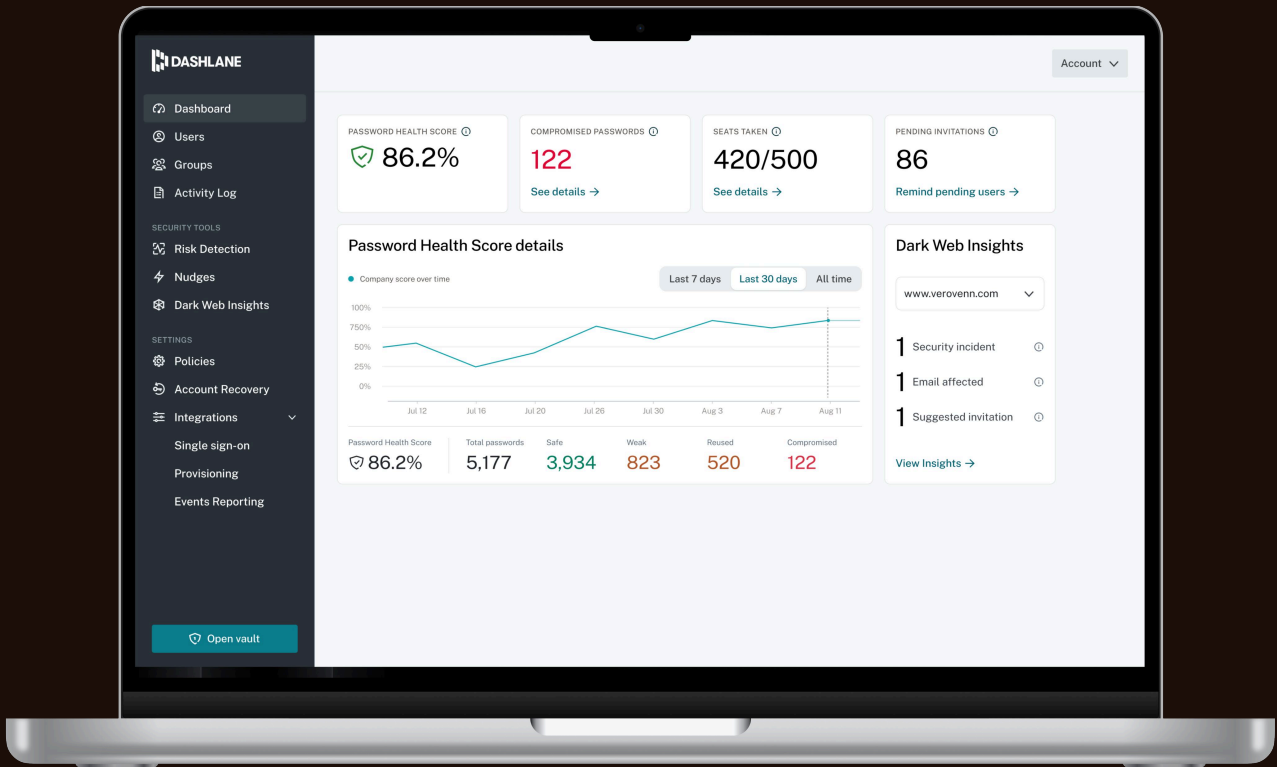 DASHLANE
Account
Dashboard
Users
Groups
Activity Log
SECURITY TOOLS
Risk Detection
Nudges
Dark Web Insights
SETTINGS
Policies
Account Recovery
Integrations
Single sign-on
Provisioning
Events Reporting
Open vault
PASSWORD HEALTH SCORE
86.2%
COMPROMISED PASSWORDS
122
See details →
SEATS TAKEN
420/500
See details →
PENDING INVITATIONS
86
Remind pending users →
Password Health Score details
Company score over time
Last 7 days Last 30 days All time
100%
750%
50%
25%
0%
Jul 12 Jul 16 Jul 20 Jul 26 Jul 30 Aug 3 Aug 7 Aug 11
Password Health Score Total passwords Safe Weak Reused Compromised
86.2% 5,177 3,934 823 520 122
Dark Web Insights
www.verovenn.com
1 Security incident
1 Email affected
1 Suggested invitation
View Insights →